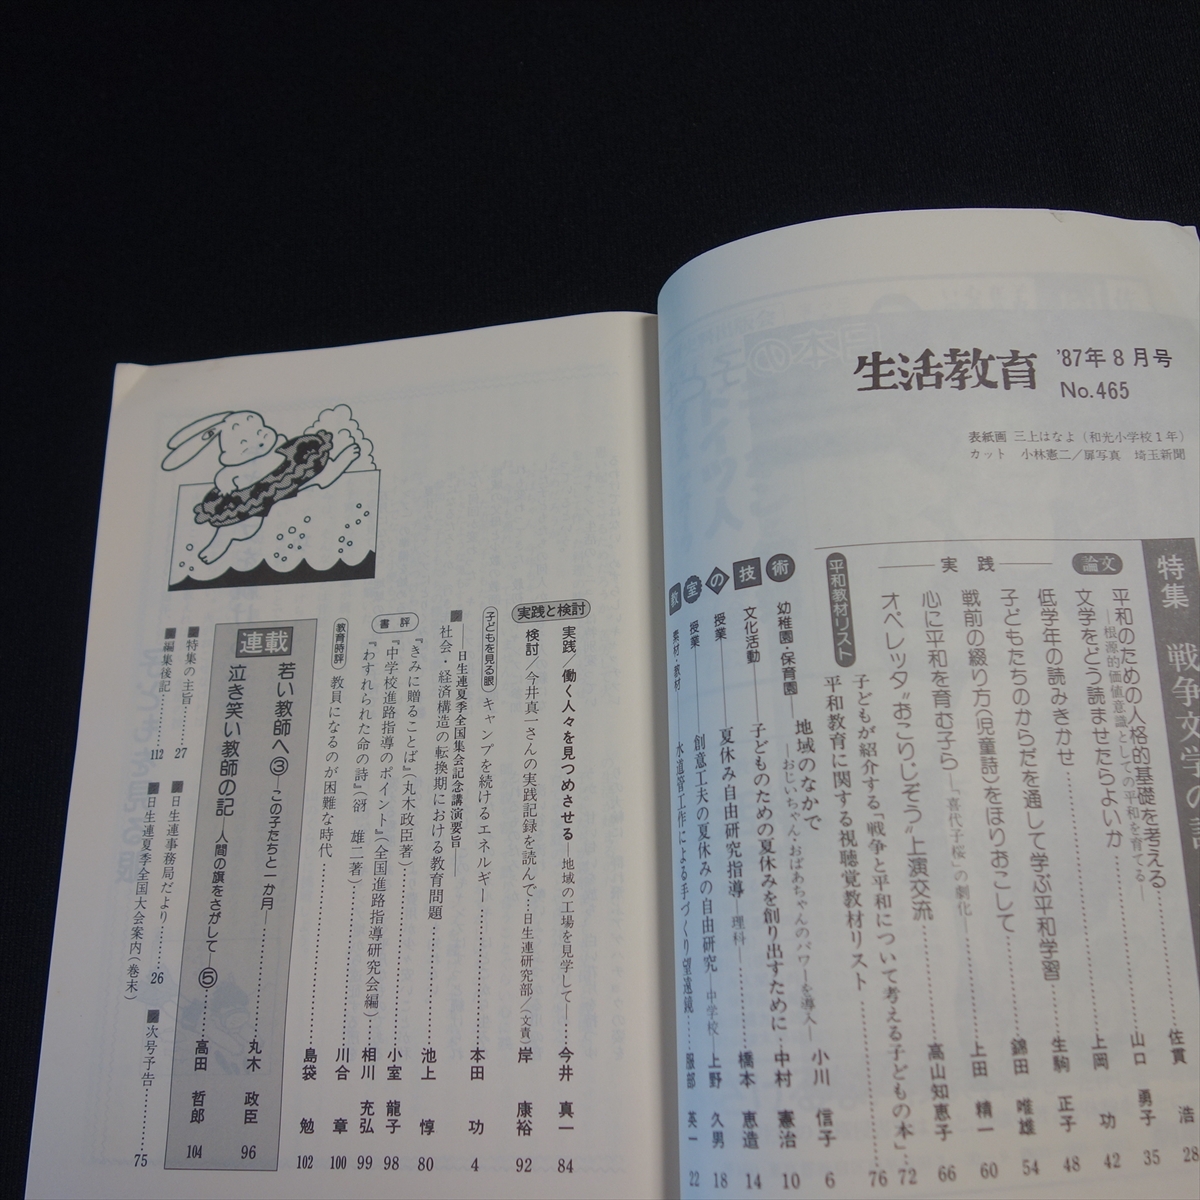 生活教育 '87年8月号
No.465
表紙画 三上はなよ(和光小学校1年)
カット 小林憲二/扉写真 埼玉新聞
特集 戦争文学の
論文
平和のための人格的基礎を考える 佐貫 浩 28
―根源的価値意識としての平和を育てる―
文学をどう読ませたらよいか 山口 勇子 35
実践
低学年の読みきかせ 上岡 功 42
子どもたちのからだを通して学ぶ平和学習 生駒 正子 48
戦前の綴り方〈児童詩〉をほりおこして 錦田 唯雄 54
心に平和を育む子ら―「喜代子桜」の劇化― 上田 精一 60
オペレッタ“おこりじぞう”上演交流 高山知恵子 66
平和教材リスト
子どもが紹介する「戦争と平和について考える子どもの本」 72
平和教育に関する視聴覚教材リスト 76
教室の技術
幼稚園・保育園―地域のなかで 小川 信子 6
―おじいちゃんおばあちゃんのパワーを導入―
文化活動―子どものための夏休みを創り出すために 中村 憲治 10
授業―夏休み自由研究指導―理科― 橋本 恵造 14
授業―創意工夫の夏休みの自由研究―中学校― 上野 久男 18
素材・教材―水道管工作による手づくり望遠鏡 服部 英一 22
実践と検討
実践/働く人々を見つめさせる―地域の工場を見学して― 今井 真一 84
検討/今井真一さんの実践記録を読んで…日生連研究部/(文責) 岸 康裕 92
子どもを見る眼 キャンプを続けるエネルギー 本田 功 4
―日生連夏季全国集会記念講演要旨―
社会・経済構造の転換期における教育問題 池上 惇 80
書評
『きみに贈ることば』(丸木政臣著) 小室 龍子 98
『中学校進路指導のポイント』(全国進路指導研究会編) 相川 充弘 99
『わすれられた命の詩』(谺 雄二著) 川合 章 100
教育時評 教員になるのが困難な時代 島袋 勉 102
連載
若い教師へ③―この子たちと一か月― 丸木 政臣 96
泣き笑い教師の記―人間の旗をさがして―⑤ 高田 哲郎 104
特集の主旨 27
日生連事務局だより 26
次号予告 75
編集後記 112
日生連夏季全国大会案内(巻末)